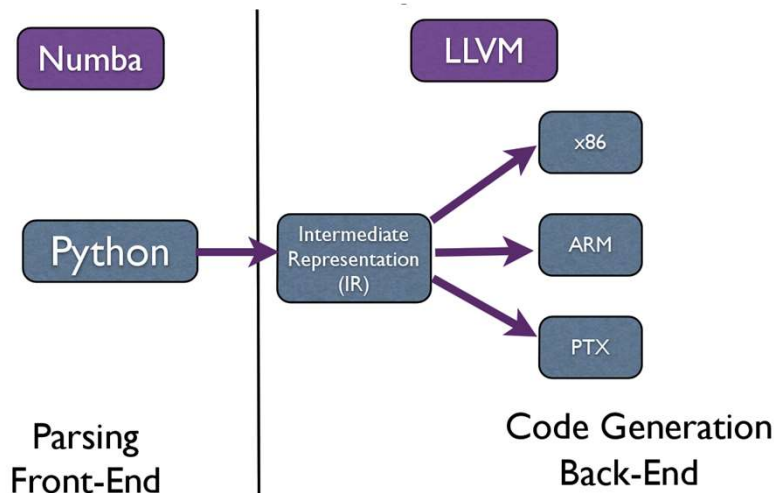 Numba
LLVM
x86
Python
Intermediate
Representation
(IR)
ARM
PTX
Parsing
Front-End
Code Generation
Back-End